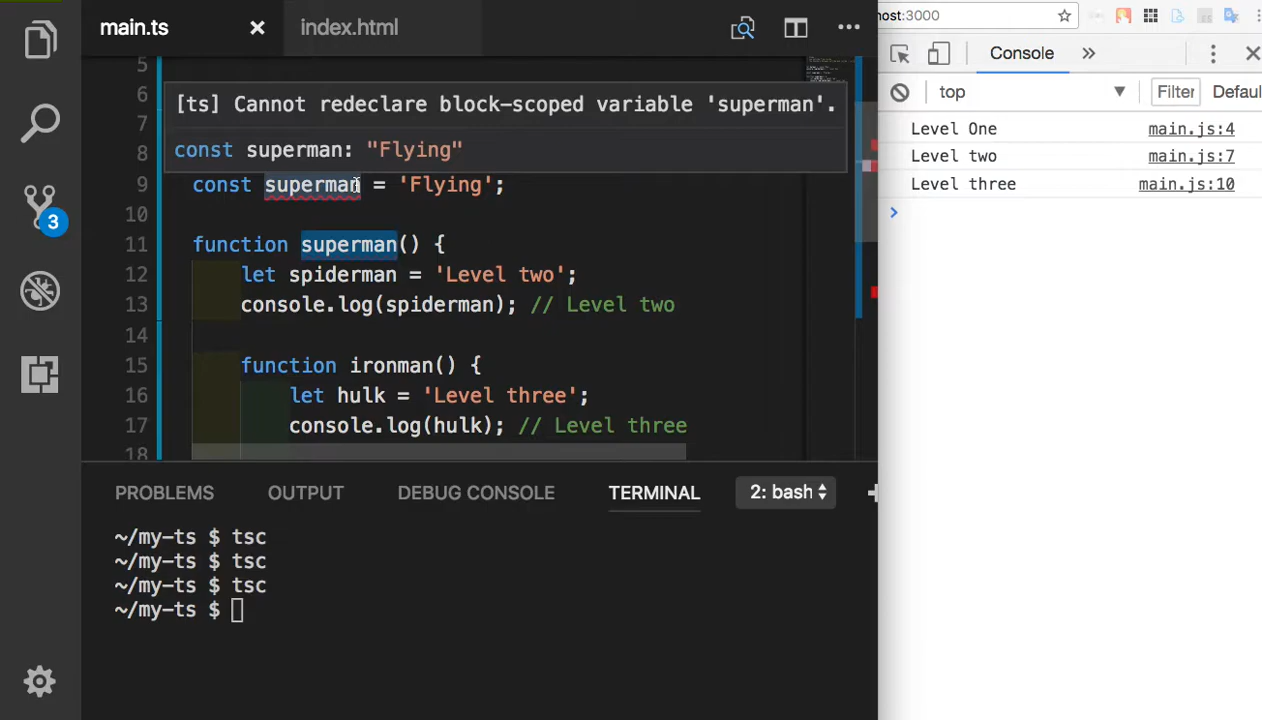 main.ts
index.html
5
6
7
8
[ts] Cannot redeclare block-scoped variable 'superman'.
const superman: "Flying"
9 const superman = 'Flying';
10
11 function superman() {
12 let spiderman = 'Level two';
13 console.log(spiderman); // Level two
14
15 function ironman() {
16 let hulk = 'Level three';
17 console.log(hulk); // Level three
18
3
PROBLEMS OUTPUT DEBUG CONSOLE TERMINAL 2: bash
~/my-ts $ tsc
~/my-ts $ tsc
~/my-ts $ tsc
~/my-ts $
host:3000
Console
top Filter Defaul
Level One main.js:4
Level two main.js:7
Level three main.js:10